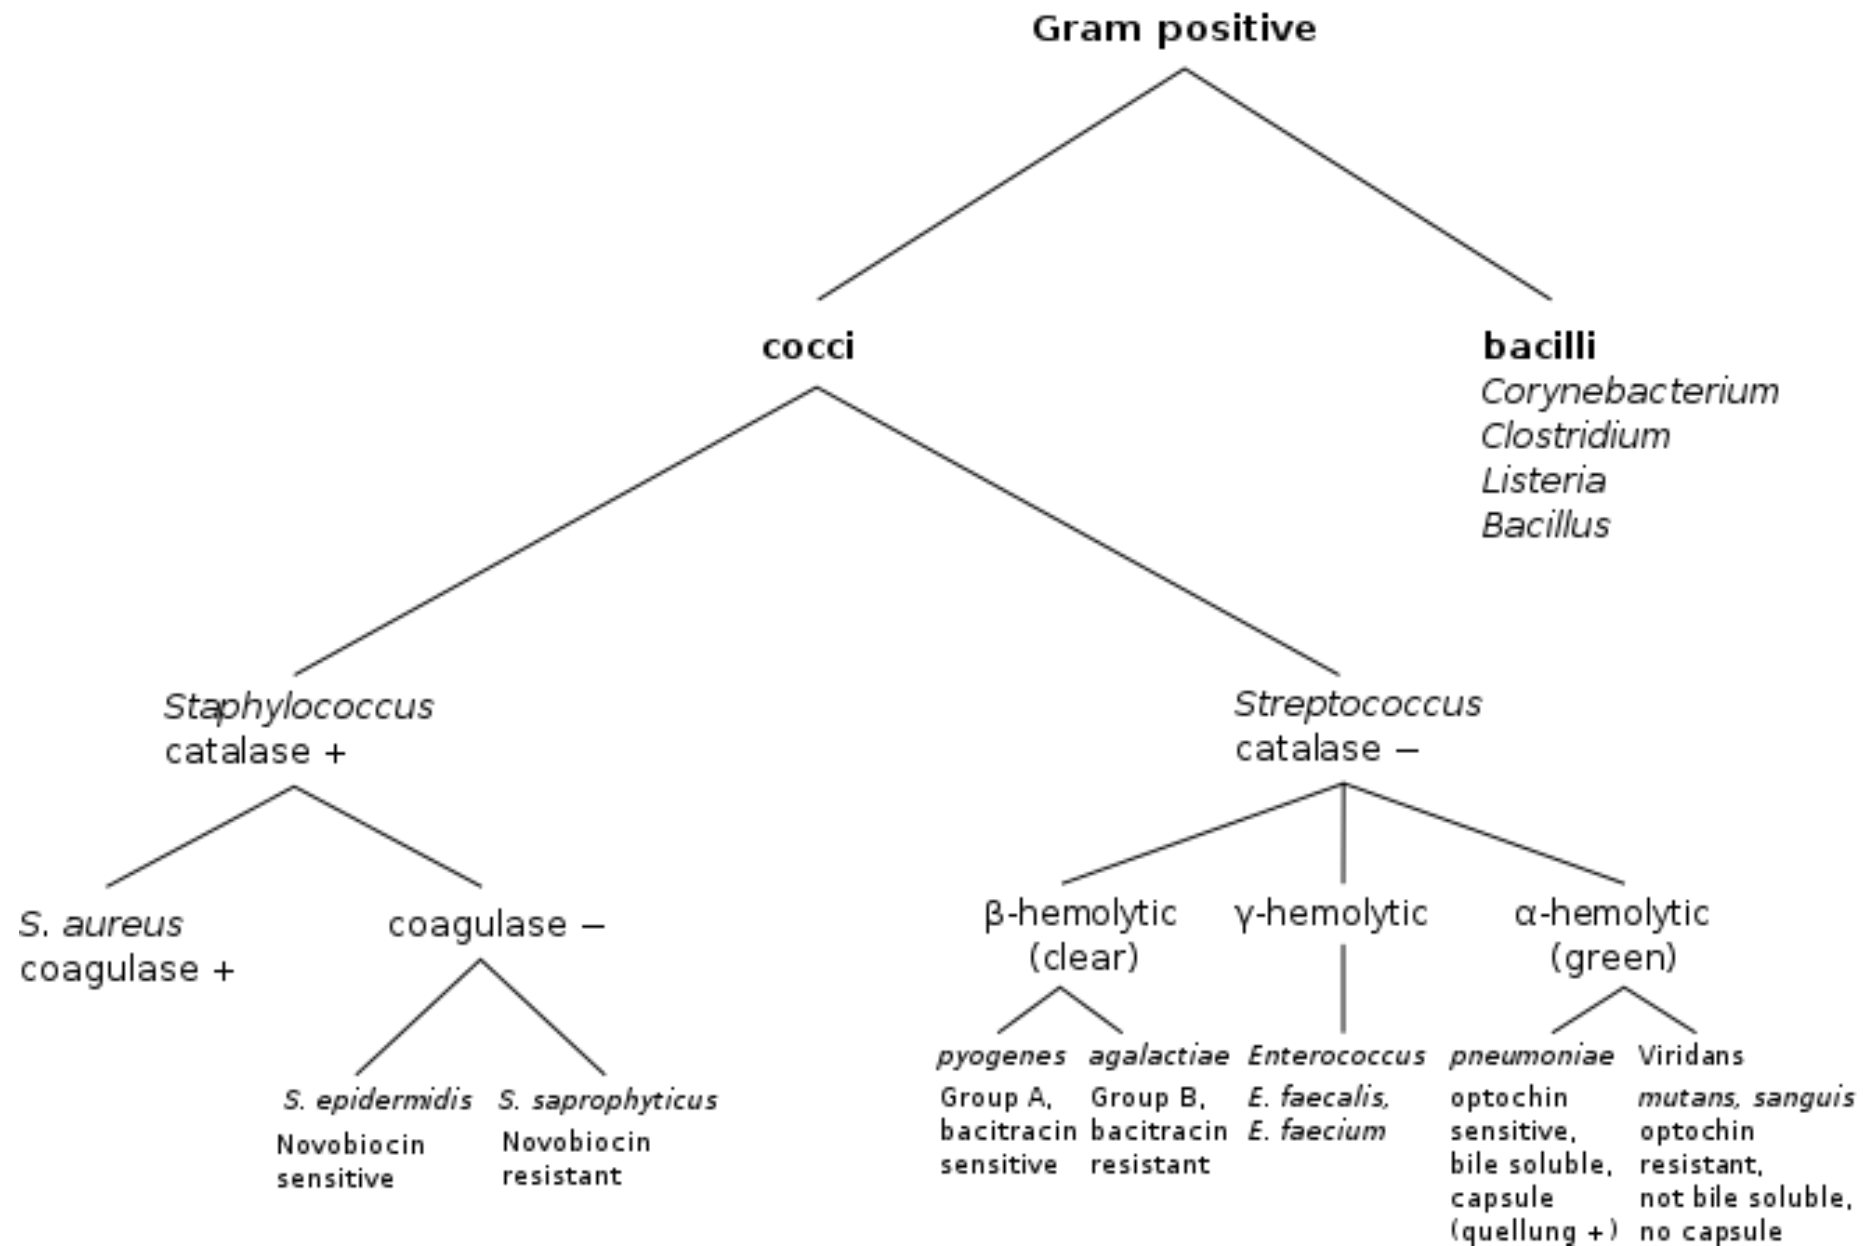 Gram positive
cocci
bacilli
Corynebacterium
Clostridium
Listeria
Bacillus
Staphylococcus
catalase +
Streptococcus
catalase −
S. aureus
coagulase +
coagulase −
S. epidermidis
Novobiocin
sensitive
S. saprophyticus
Novobiocin
resistant
β-hemolytic
(clear)
γ-hemolytic
α-hemolytic
(green)
pyogenes
Group A,
bacitracin
sensitive
agalactiae
Group B,
bacitracin
resistant
Enterococcus
E. faecalis,
E. faecium
pneumoniae
optochin
sensitive,
bile soluble,
capsule
(quellung +)
Viridans
mutans, sanguis
optochin
resistant,
not bile soluble,
no capsule